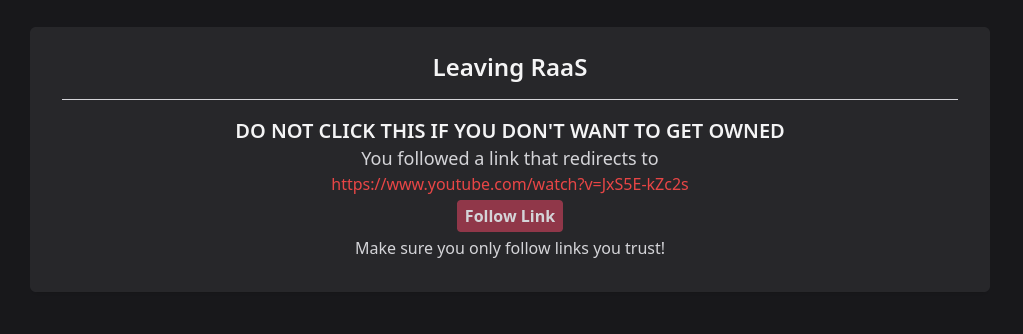 Leaving RaaS
DO NOT CLICK THIS IF YOU DON'T WANT TO GET OWNED
You followed a link that redirects to
https://www.youtube.com/watch?v=JxS5E-kZc2s
Follow Link
Make sure you only follow links you trust!